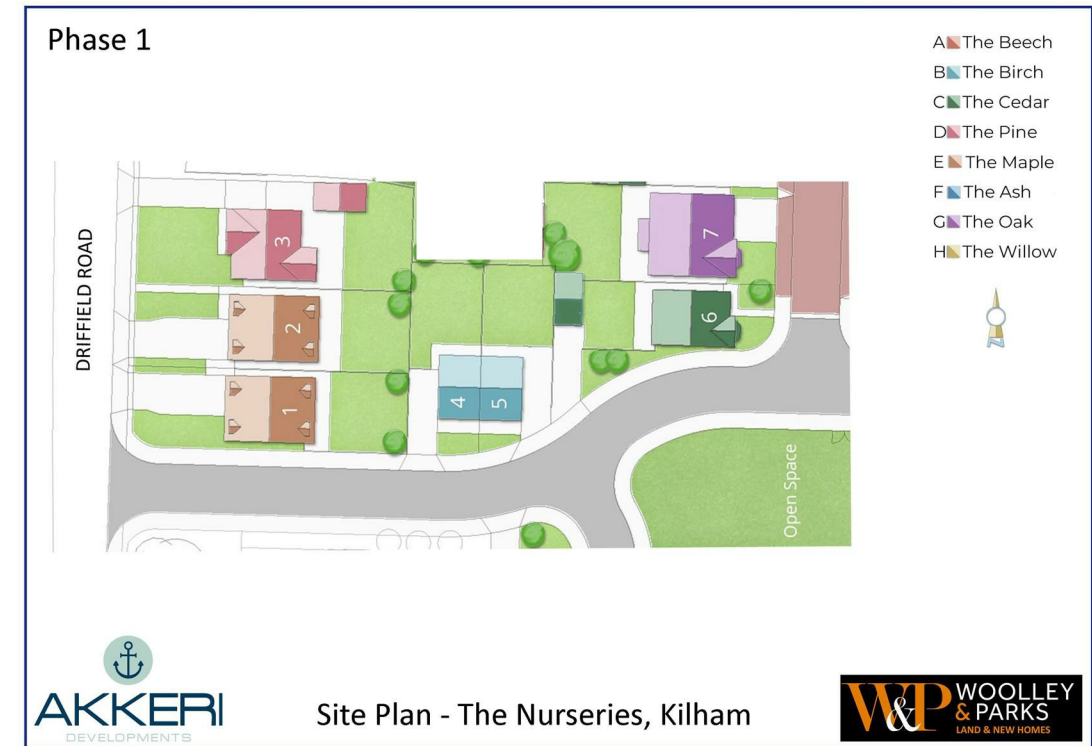 Phase 1
A The Beech
B The Birch
C The Cedar
D The Pine
E The Maple
F The Ash
G The Oak
H The Willow
DRIFFIELD ROAD
3
7
2
6
1
4
5
Open Space
N
AKKERI
DEVELOPMENTS
Site Plan - The Nurseries, Kilham
W&P
WOOLLEY
& PARKS
LAND & NEW HOMES